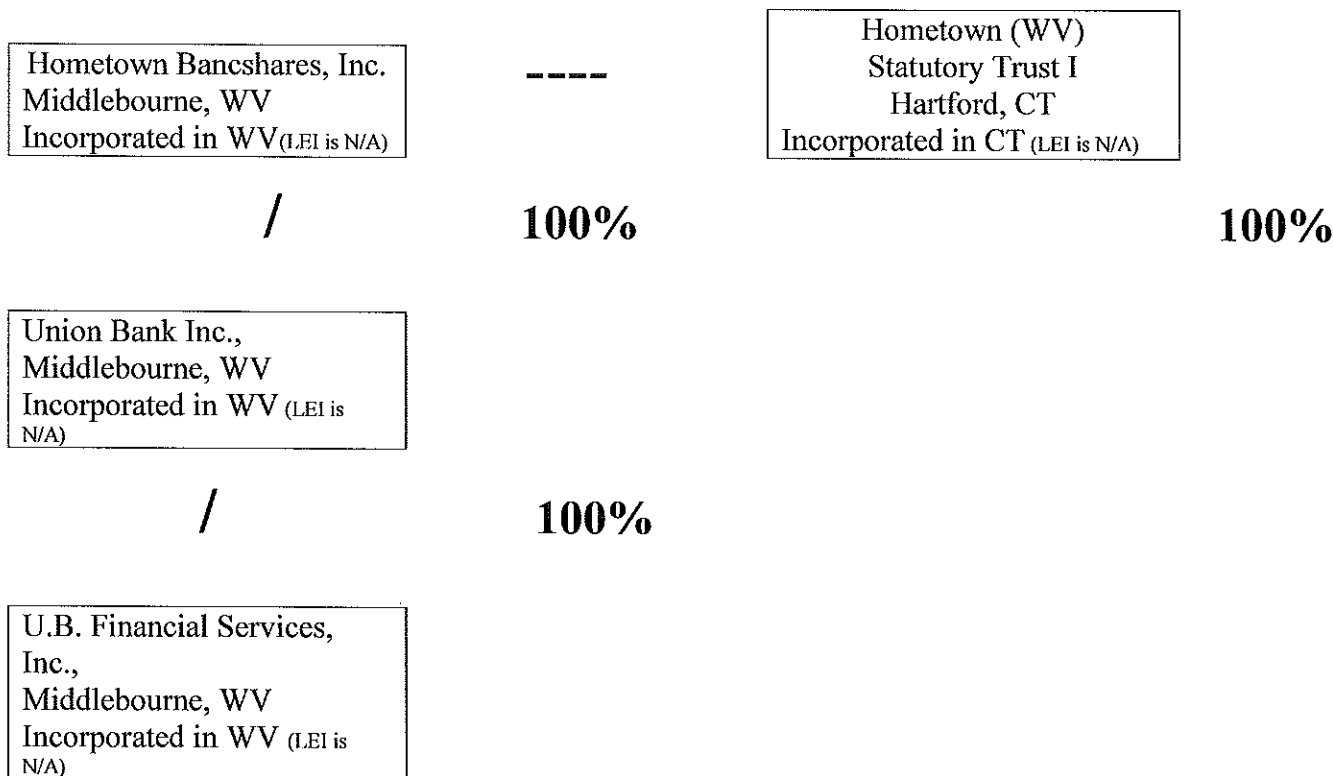 Hometown Bancshares, Inc.
Middlebourne, WV
Incorporated in WV (LEI is N/A)
----
Hometown (WV)
Statutory Trust I
Hartford, CT
Incorporated in CT (LEI is N/A)
/
100%
100%
Union Bank Inc.,
Middlebourne, WV
Incorporated in WV (LEI is
N/A)
/
100%
U.B. Financial Services,
Inc.,
Middlebourne, WV
Incorporated in WV (LEI is
N/A)